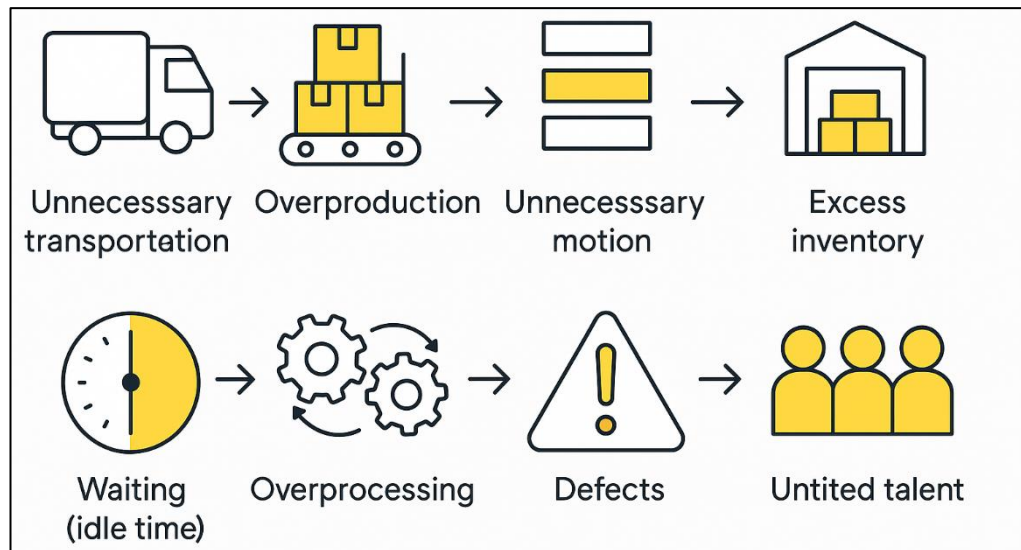 Unnecesssary transportation
Overproduction
Unnecesssary motion
Excess inventory
Waiting (idle time)
Overprocessing
Defects
Untited talent